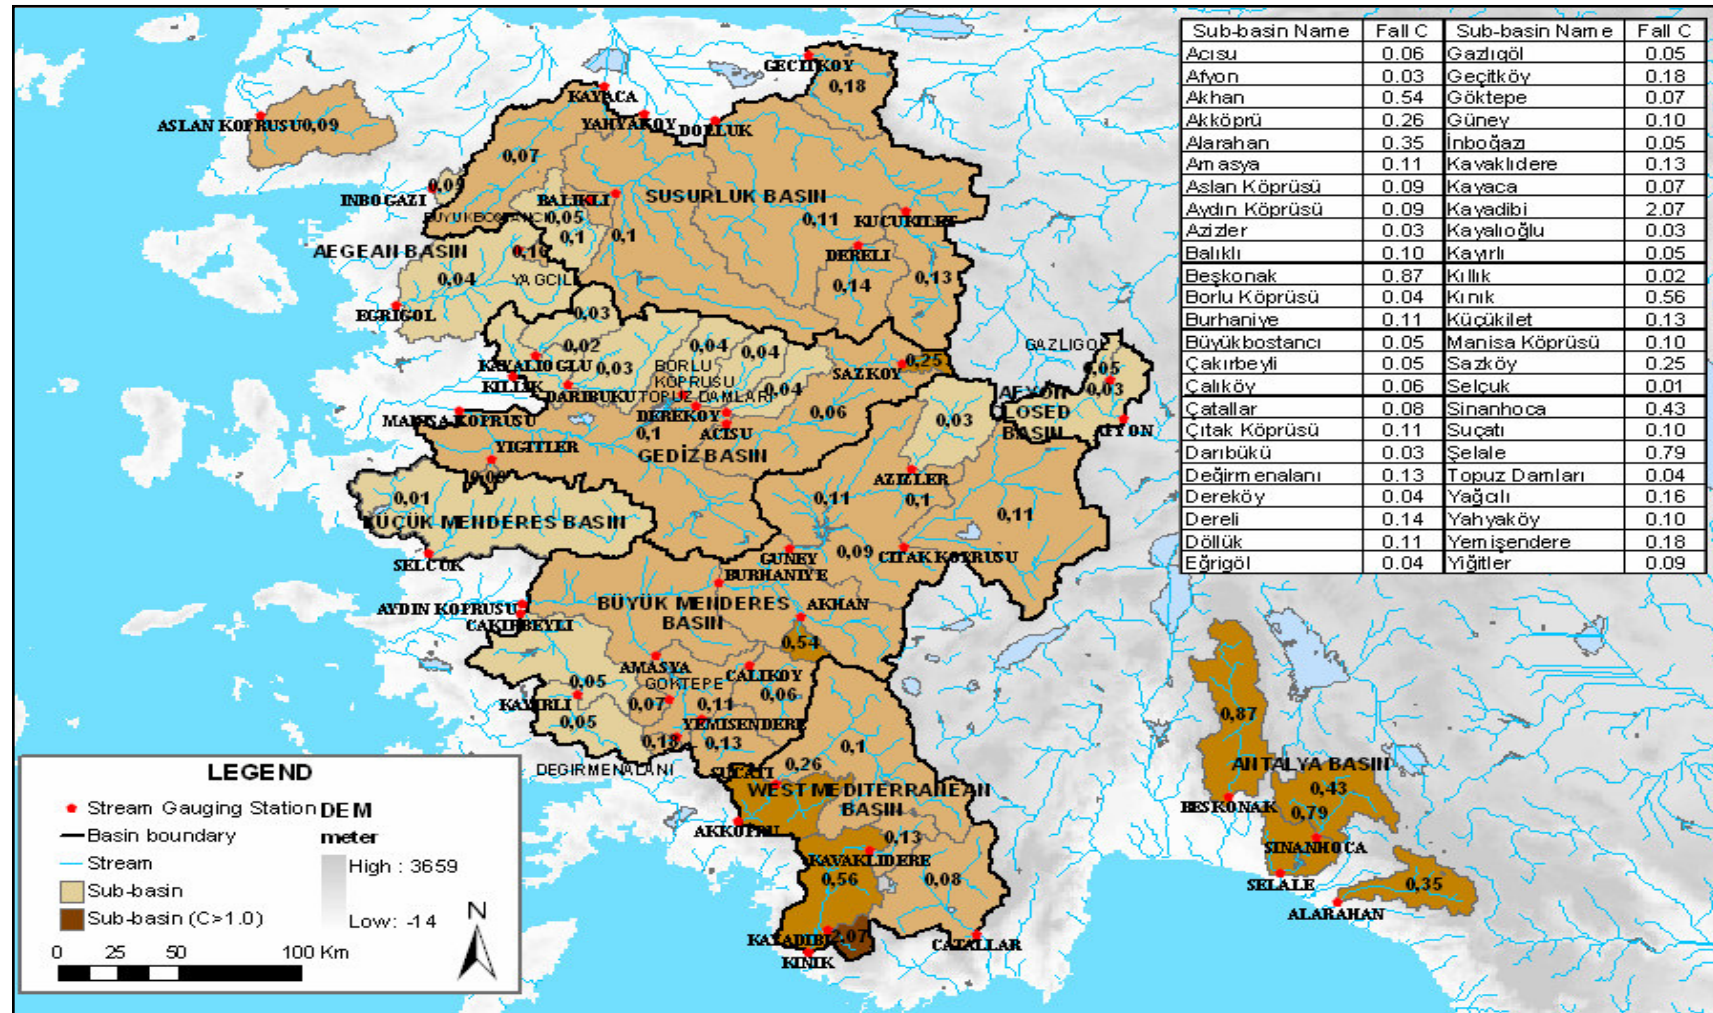 Sub-basin Name Fall C Sub-basin Name Fall C
Acısu 0.06 Gazlıgöl 0.05
Afyon 0.03 Geçitköy 0.18
Akhan 0.54 Göktepe 0.07
Akköprü 0.26 Güney 0.10
Alarahan 0.35 İnboğazı 0.05
Amasya 0.11 Kavaklıdere 0.13
Aslan Köprüsü 0.09 Kayaca 0.07
Aydın Köprüsü 0.09 Kayadibi 2.07
Azizler 0.03 Kayalıoğlu 0.03
Balıklı 0.10 Kayırlı 0.05
Beşkonak 0.87 Kıllık 0.02
Borlu Köprüsü 0.04 Kınık 0.56
Burhaniye 0.11 Küçükilet 0.13
Büyükbostancı 0.05 Manisa Köprüsü 0.10
Çakırbeyli 0.05 Sazköy 0.25
Çalıköy 0.06 Selçuk 0.01
Çatallar 0.08 Sinanhoca 0.43
Çıtak Köprüsü 0.11 Suçatı 0.10
Darıbükü 0.03 Şelale 0.79
Değirmenalanı 0.13 Topuz Damları 0.04
Dereköy 0.04 Yağcılı 0.16
Dereli 0.14 Yahyaköy 0.10
Döllük 0.11 Yemişendere 0.18
Eğrigöl 0.04 Yiğitler 0.09
GECITKOY
0,18
KAYACA
YAHYAKOY
DOLLUK
ASLAN KOPRUSU 0,09
0,07
INBOGAZI
BALIKLI
SUSURLUK BASIN
BUYUKBOSTANCI
0,05
0,11
KUCUKILET
AEGEAN BASIN
0,16
0,1
0,1
DERELI
0,04
YAGCILI
0,14
0,13
EGRIGOL
0,03
0,02
0,04
0,04
GAZLIGOL
KAYALIOGLU
0,03
BORLU
KOPRUSU
SAZKOY
0,25
0,05
0,03
KILLIK
DARIBUKU
TOPUZ DAMLARI
0,04
MANISA KOPRUSU
DEREKOY
0,06
ACISU
0,03
AFYON
0,1
GEDİZ BASIN
YIGITLER
AZIZLER
0,01
KÜÇÜK MENDERES BASIN
0,11
0,1
0,11
SELCUK
GUNEY
0,09
CITAK KOPRUSU
BURHANIYE
AYDIN KOPRUSU
BÜYÜK MENDERES
BASIN
AKHAN
CAKIRBEYLI
0,54
AMASYA
CALIKOY
0,05
GOKTEPE
0,06
KAYIRLI
0,07
0,11
0,05
YEMISENDERE
0,18
0,13
0,1
DEGIRMENALANI
SUCATI
0,26
WEST MEDITERRANEAN
BASIN
AKKOPRU
0,13
KAVAKLIDERE
0,56
0,08
KAYADIBI
2,07
CATALLAR
KINIK
0,87
ANTALYA BASIN
0,43
BESKONAK
0,79
SINANHOCA
SELALE
0,35
ALARAHAN
LEGEND
Stream Gauging Station
Basin boundary
Stream
Sub-basin
Sub-basin (C>1.0)
DEM
meter
High : 3659
Low: -14
N
0 25 50 100 Km